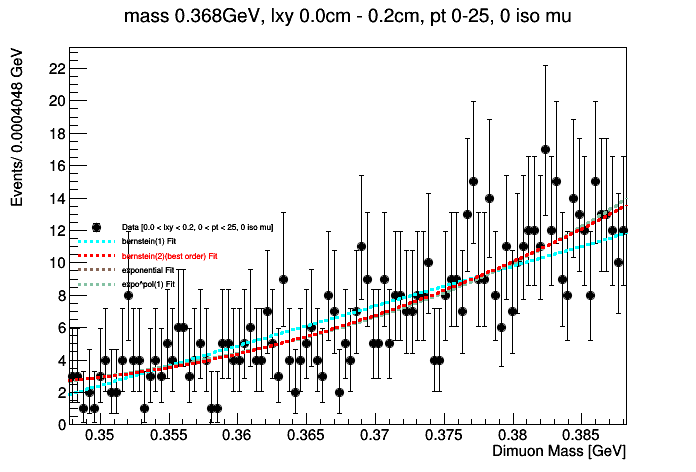 mass 0.368GeV, lxy 0.0cm - 0.2cm, pt 0-25, 0 iso mu
Events/ 0.0004048 GeV
22
20
18
16
14
12
10
8
6
4
2
0
Data [0.0 < lxy < 0.2, 0 < pt < 25, 0 iso mu]
bernstein(1) Fit
bernstein(2)(best order) Fit
exponential Fit
expo*pol(1) Fit
0.35 0.355 0.36 0.365 0.37 0.375 0.38 0.385
Dimuon Mass [GeV]